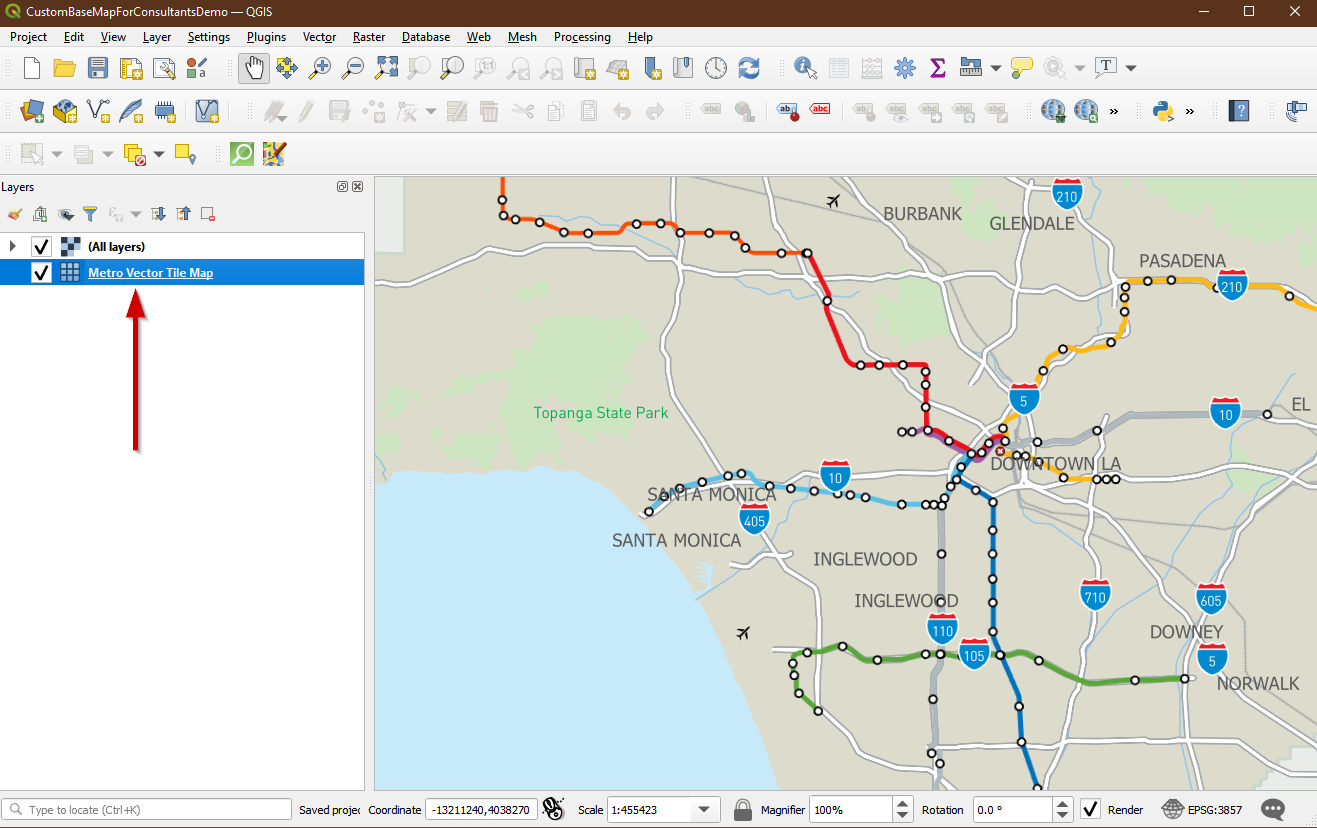 CustomBaseMapForConsultantsDemo — QGIS
Project Edit View Layer Settings Plugins Vector Raster Database Web Mesh Processing Help
Layers
(All layers)
Metro Vector Tile Map
210
BURBANK
GLENDALE
PASADENA
210
5
10
EL
Topanga State Park
DOWNTOWN LA
10
SANTA MONICA
405
SANTA MONICA
INGLEWOOD
INGLEWOOD
710
605
110
DOWNEY
105
5
NORWALK
Type to locate (Ctrl+K) Saved projec Coordinate -13211240,4038270 Scale 1:455423 Magnifier 100% Rotation 0.0 ° Render EPSG:3857